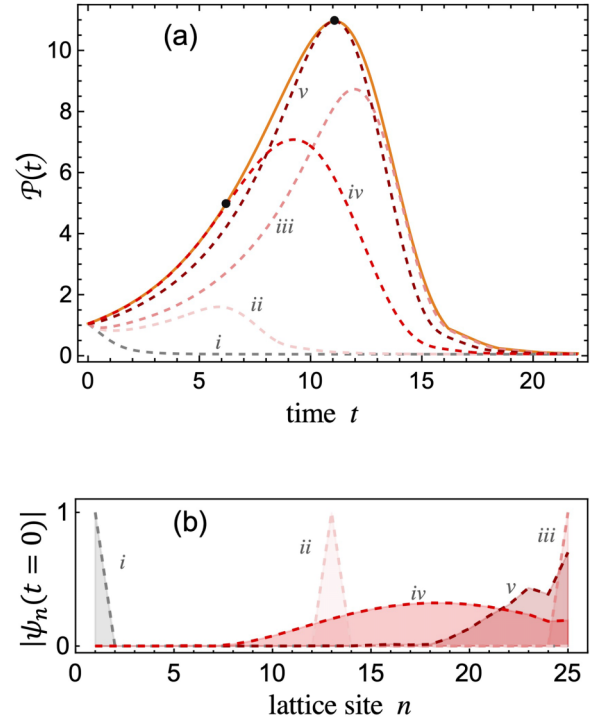 (a)
10
8
6
4
2
0
𝒫(t)
v
iv
iii
ii
i
0 5 10 15 20
time t
(b)
1
0
|ψₙ(t = 0)|
i
ii
iii
iv
v
0 5 10 15 20 25
lattice site n